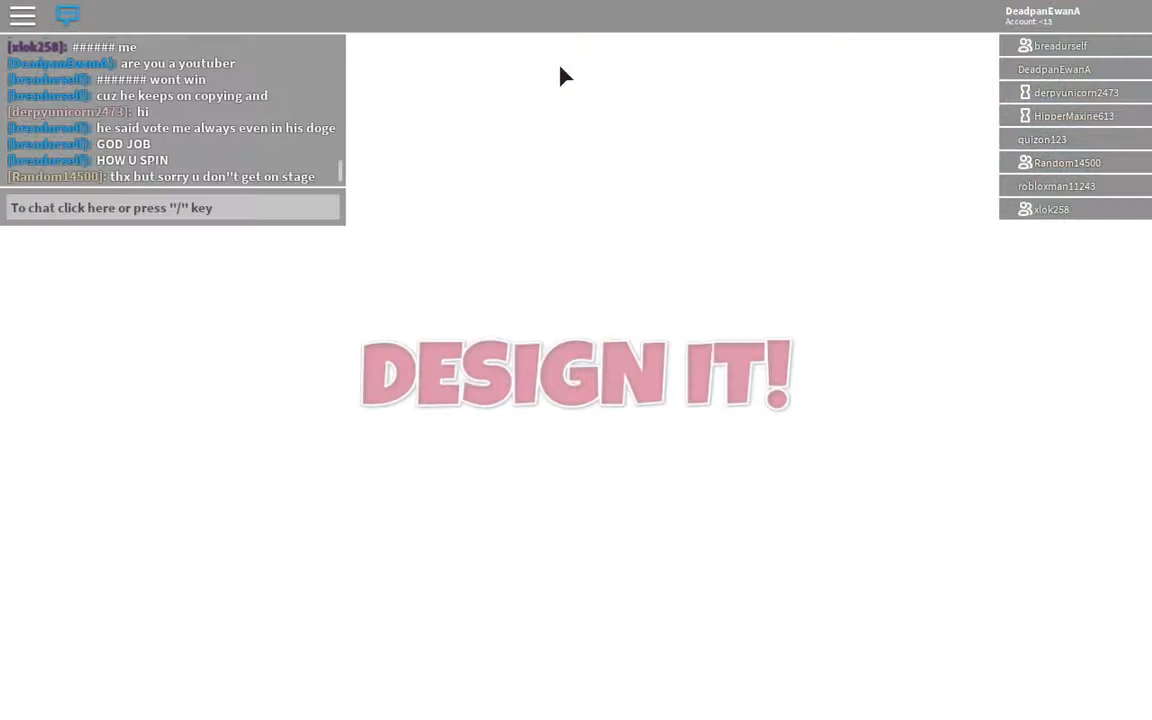 DeadpanEwanA
Account: <13
[xlok258]: ###### me
[DeadpanEwanA]: are you a youtuber
[breadurself]: ####### wont win
[breadurself]: cuz he keeps on copying and
[derpyunicorn2473]: hi
[breadurself]: he said vote me always even in his doge
[breadurself]: GOD JOB
[breadurself]: HOW U SPIN
[Random14500]: thx but sorry u don"t get on stage
To chat click here or press "/" key
breadurself
DeadpanEwanA
derpyunicorn2473
HipperMaxine613
quizon123
Random14500
robloxman11243
xlok258
DESIGN IT!